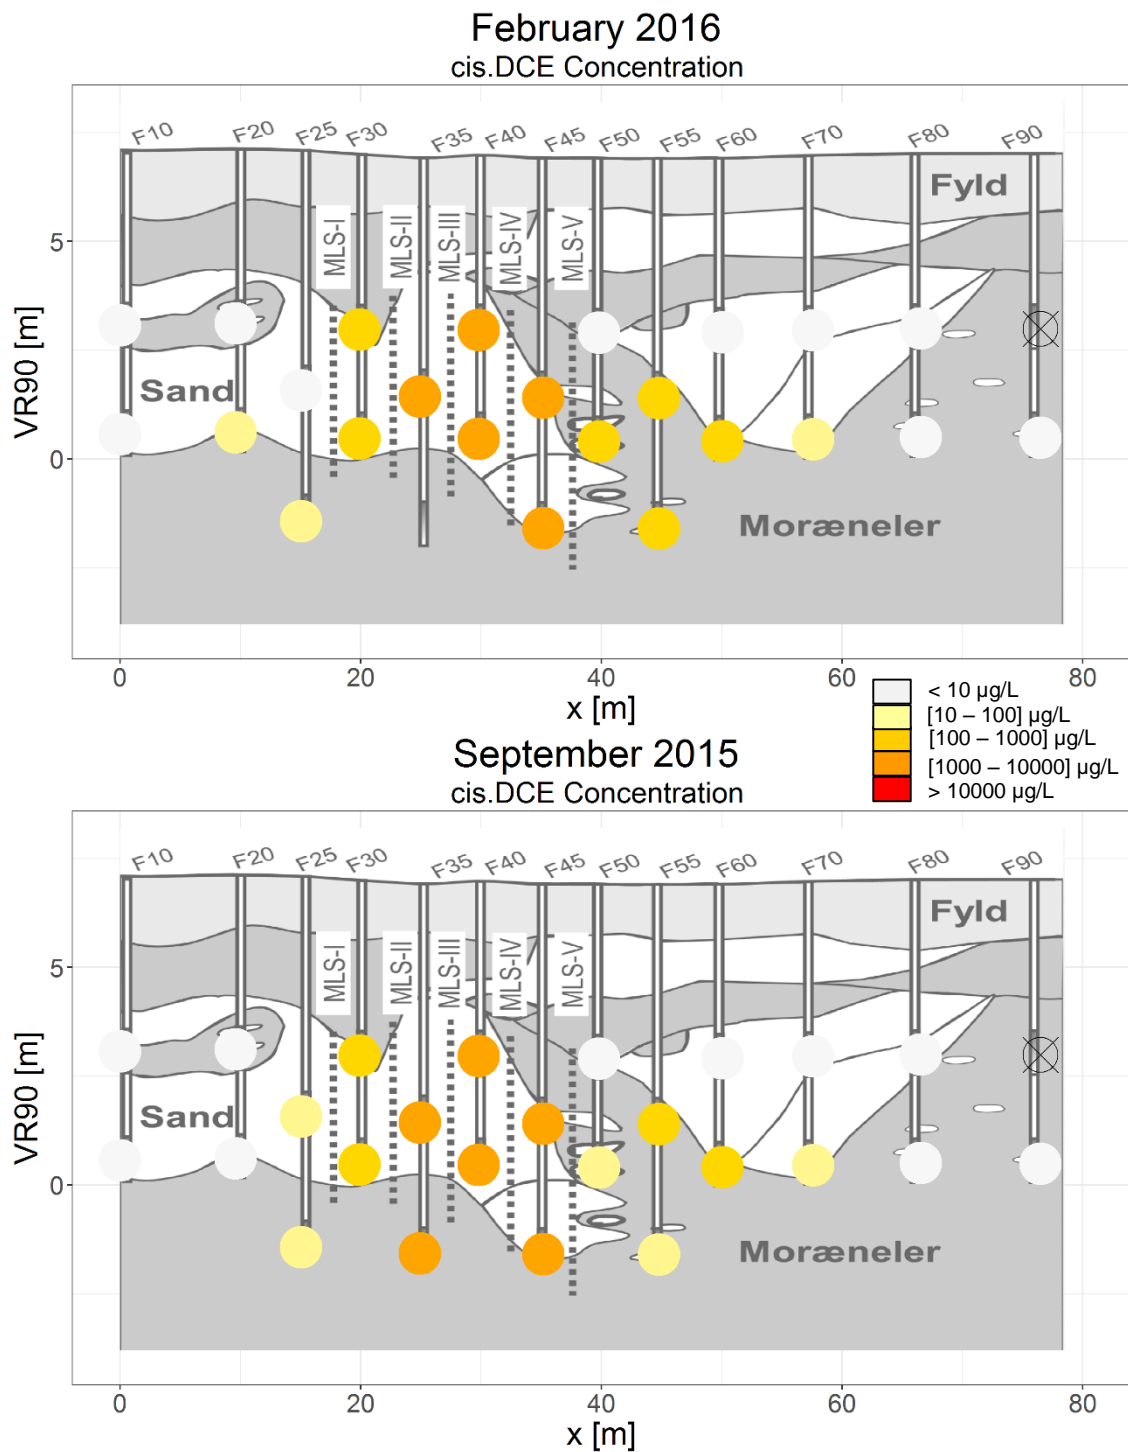 February 2016
cis.DCE Concentration
F10
F20
F25
F30
F35
F40
F45
F50
F55
F60
F70
F80
F90
Fyld
MLS-I
MLS-II
MLS-III
MLS-IV
MLS-V
Sand
Moræneler
5
0
VR90 [m]
0
20
40
60
80
x [m]
< 10 µg/L
[10 – 100] µg/L
[100 – 1000] µg/L
[1000 – 10000] µg/L
> 10000 µg/L
September 2015
cis.DCE Concentration
F10
F20
F25
F30
F35
F40
F45
F50
F55
F60
F70
F80
F90
Fyld
MLS-I
MLS-II
MLS-III
MLS-IV
MLS-V
Sand
Moræneler
5
0
VR90 [m]
0
20
40
60
80
x [m]